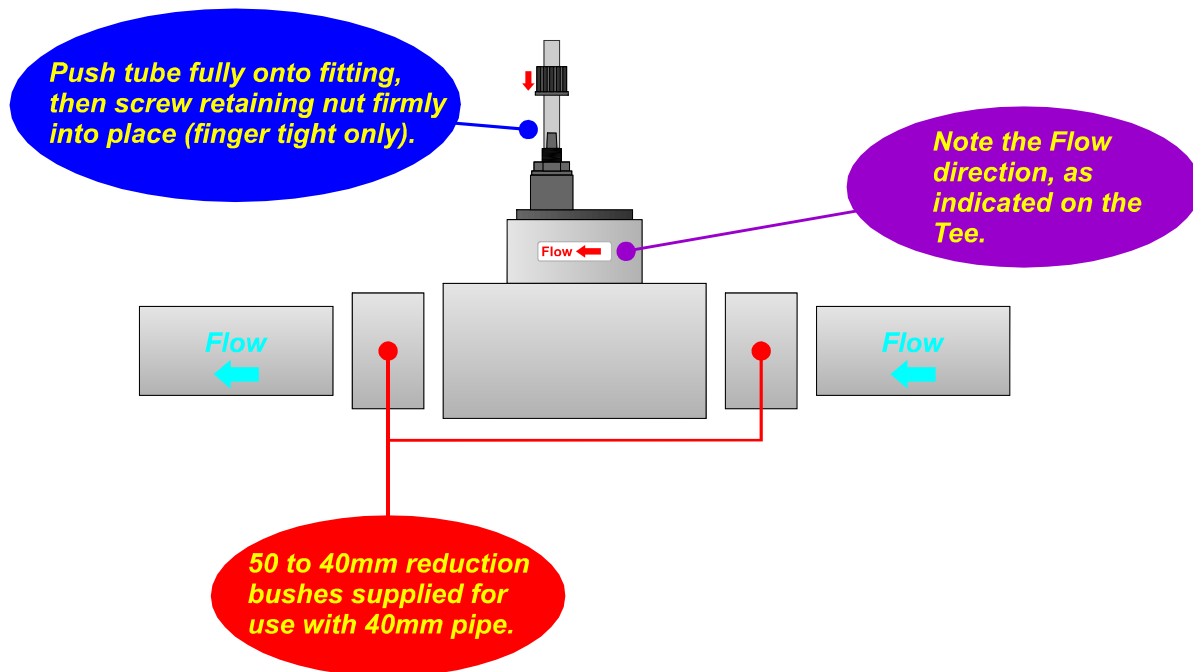 Push tube fully onto fitting,
then screw retaining nut firmly
into place (finger tight only).
Note the Flow
direction, as
indicated on the
Tee.
Flow
Flow
Flow
50 to 40mm reduction
bushes supplied for
use with 40mm pipe.